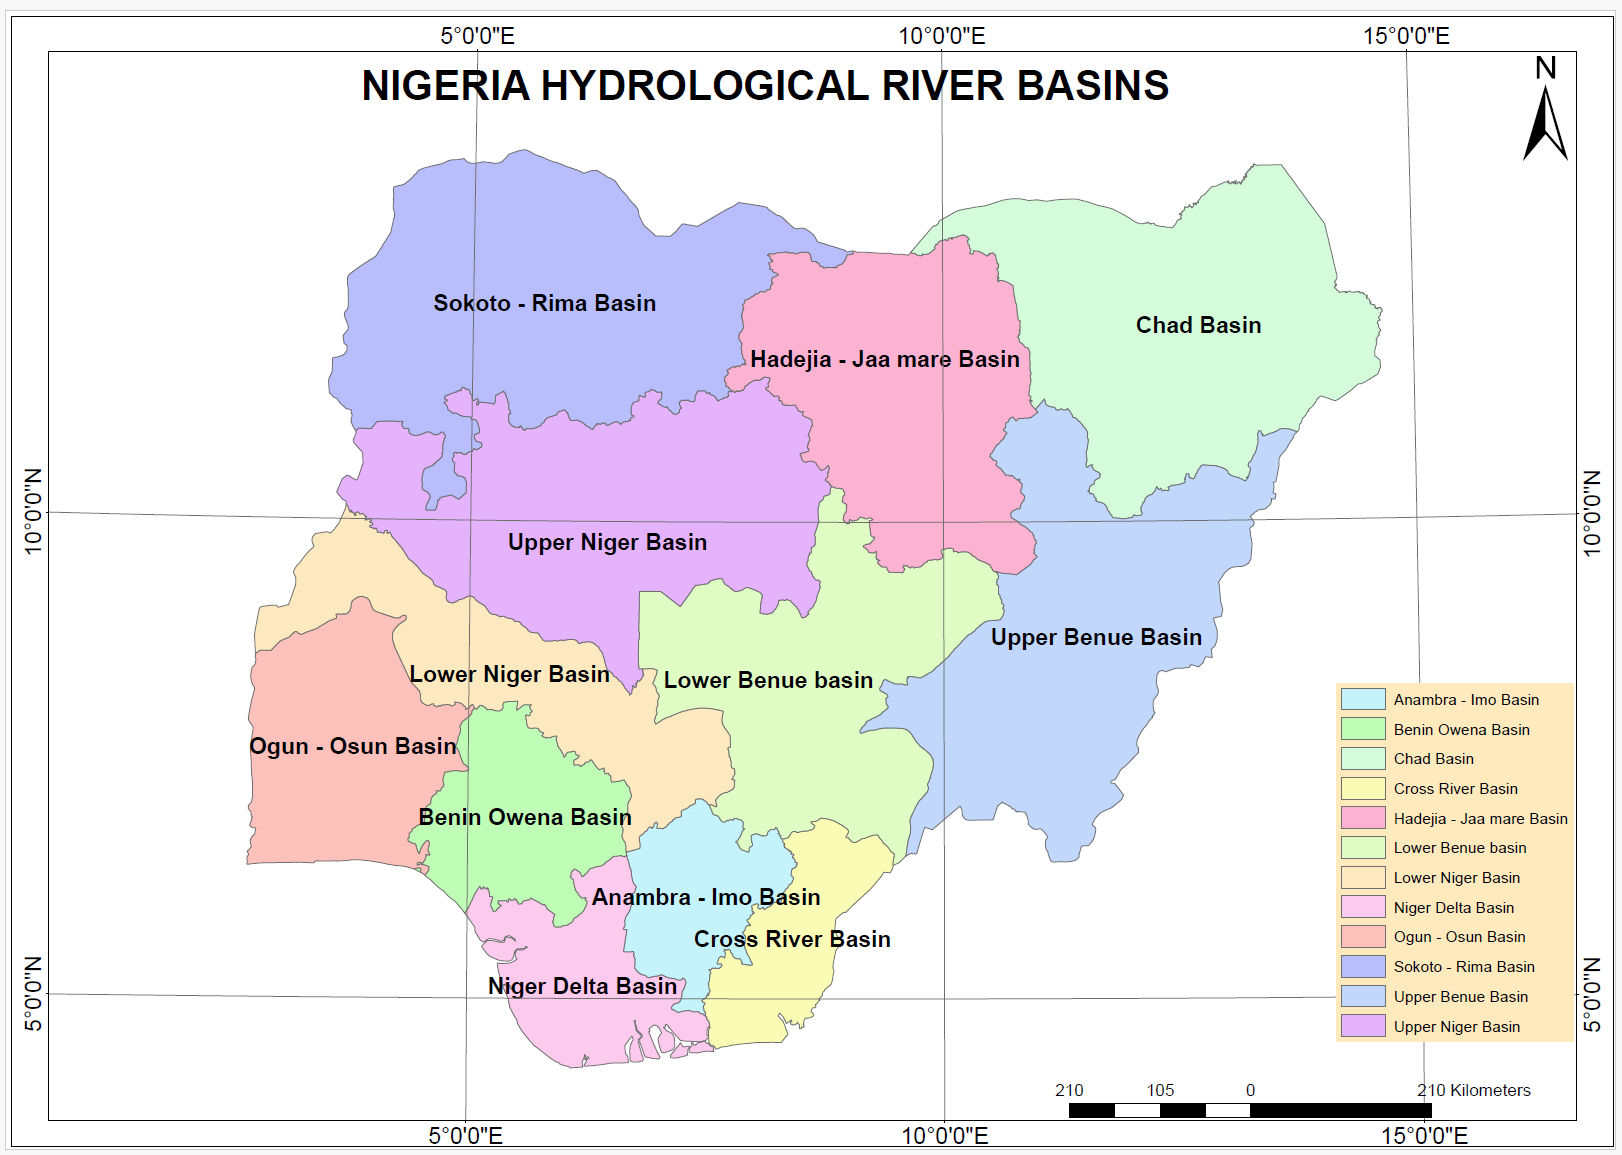 5°0'0"E
10°0'0"E
15°0'0"E
NIGERIA HYDROLOGICAL RIVER BASINS
N
Sokoto - Rima Basin
Chad Basin
Hadejia - Jaa mare Basin
10°0'0"N
10°0'0"N
Upper Niger Basin
Upper Benue Basin
Lower Niger Basin
Lower Benue basin
Ogun - Osun Basin
Benin Owena Basin
Anambra - Imo Basin
Cross River Basin
Niger Delta Basin
5°0'0"N
5°0'0"N
Anambra - Imo Basin
Benin Owena Basin
Chad Basin
Cross River Basin
Hadejia - Jaa mare Basin
Lower Benue basin
Lower Niger Basin
Niger Delta Basin
Ogun - Osun Basin
Sokoto - Rima Basin
Upper Benue Basin
Upper Niger Basin
210 105 0 210 Kilometers
5°0'0"E
10°0'0"E
15°0'0"E